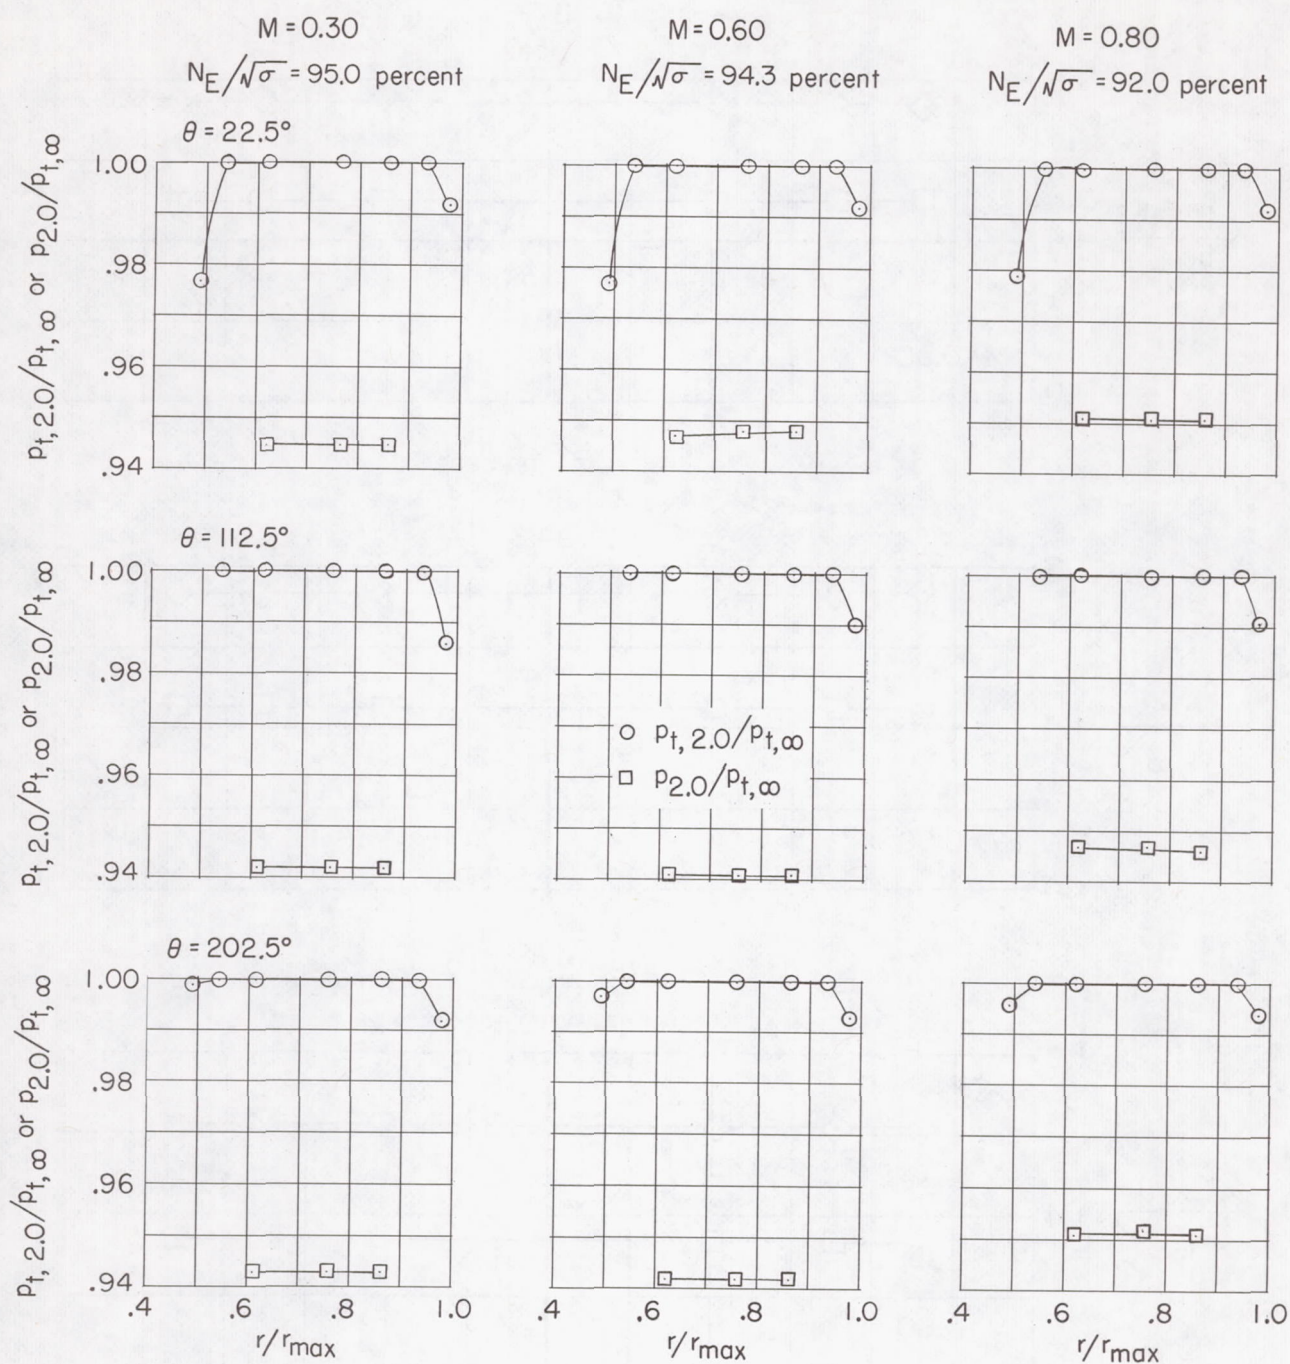 M = 0.30
N_E/√σ = 95.0 percent
M = 0.60
N_E/√σ = 94.3 percent
M = 0.80
N_E/√σ = 92.0 percent
θ = 22.5°
p_t, 2.0/p_t, ∞ or p_2.0/p_t, ∞
1.00
.98
.96
.94
θ = 112.5°
p_t, 2.0/p_t, ∞ or p_2.0/p_t, ∞
1.00
.98
.96
.94
p_t, 2.0/p_t,∞
p_2.0/p_t,∞
θ = 202.5°
p_t, 2.0/p_t, ∞ or p_2.0/p_t, ∞
1.00
.98
.96
.94
.4 .6 .8 1.0
.4 .6 .8 1.0
.4 .6 .8 1.0
r/r_max
r/r_max
r/r_max